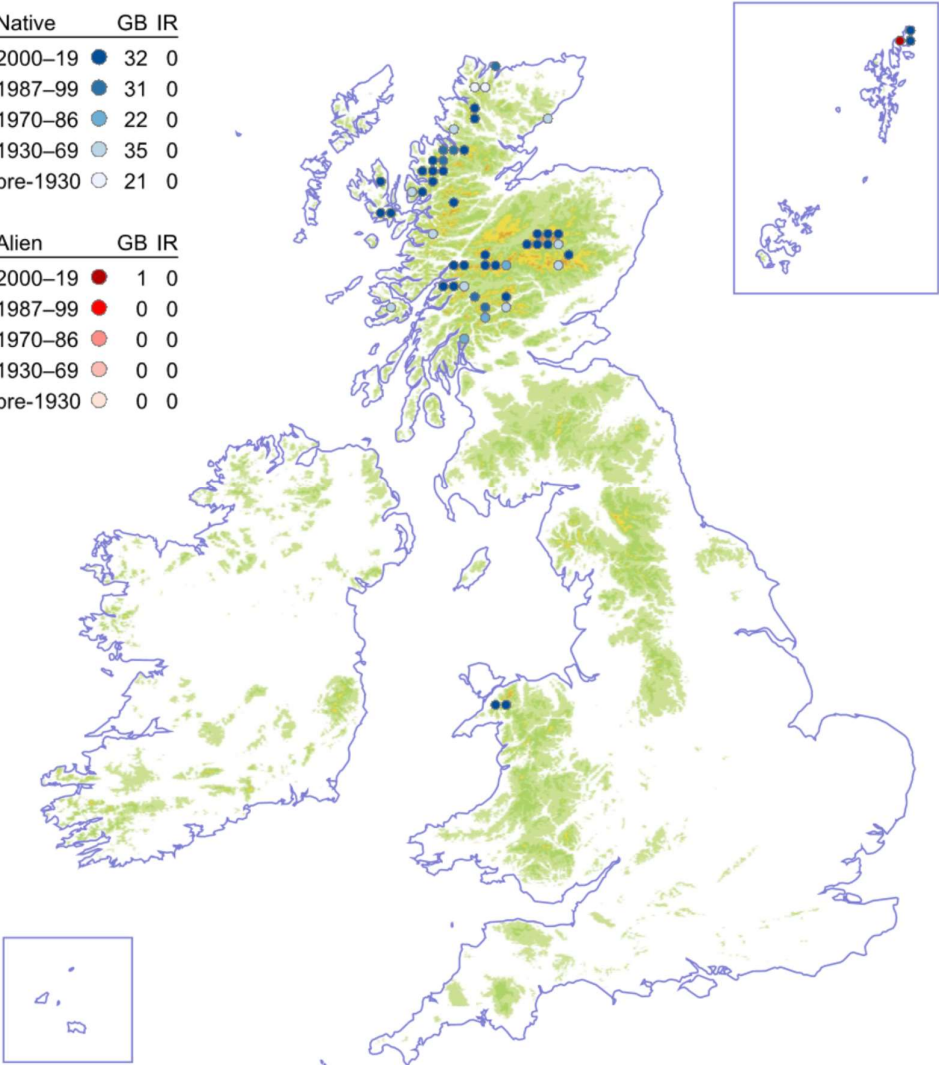 Native GB IR
2000–19 32 0
1987–99 31 0
1970–86 22 0
1930–69 35 0
pre-1930 21 0
Alien GB IR
2000–19 1 0
1987–99 0 0
1970–86 0 0
1930–69 0 0
pre-1930 0 0